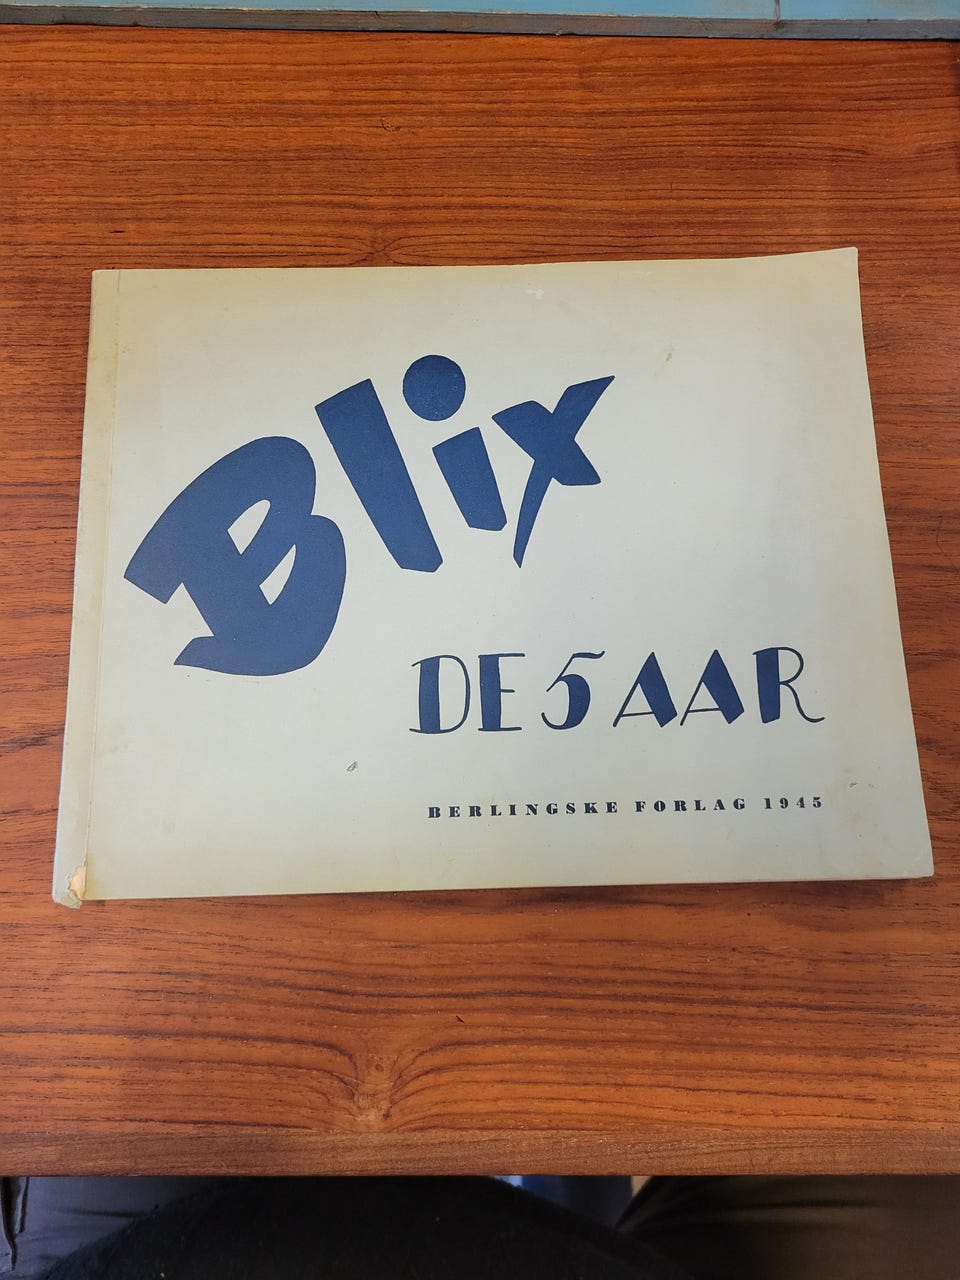 Blix
DE 5 AAR
BERLINGSKE FORLAG 1945